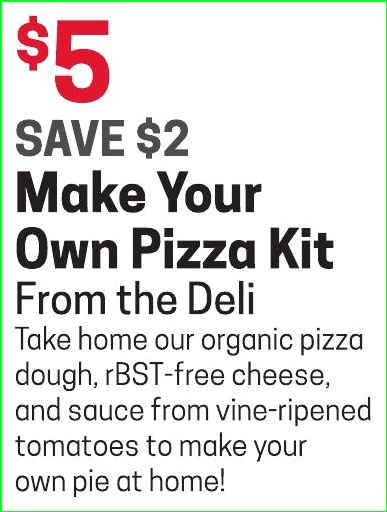 $5
SAVE $2
Make Your
Own Pizza Kit
From the Deli
Take home our organic pizza
dough, rBST-free cheese,
and sauce from vine-ripened
tomatoes to make your
own pie at home!